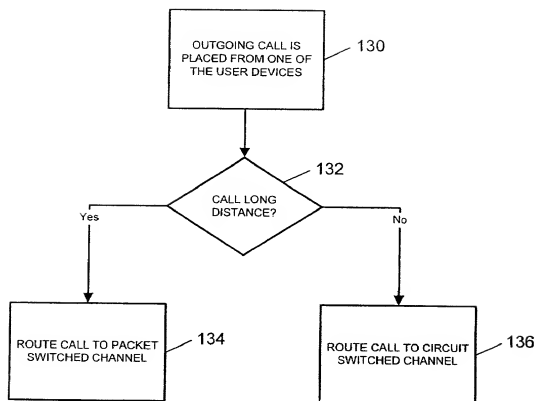 OUTGOING CALL IS
PLACED FROM ONE OF
THE USER DEVICES
130
132
CALL LONG
DISTANCE?
Yes
No
ROUTE CALL TO PACKET
SWITCHED CHANNEL
134
ROUTE CALL TO CIRCUIT
SWITCHED CHANNEL
136